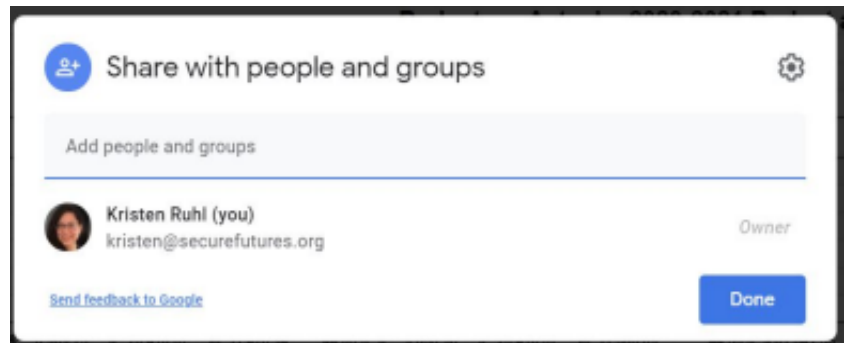 Share with people and groups
Add people and groups
Kristen Ruhl (you)
kristen@securefutures.org
Owner
Send feedback to Google
Done